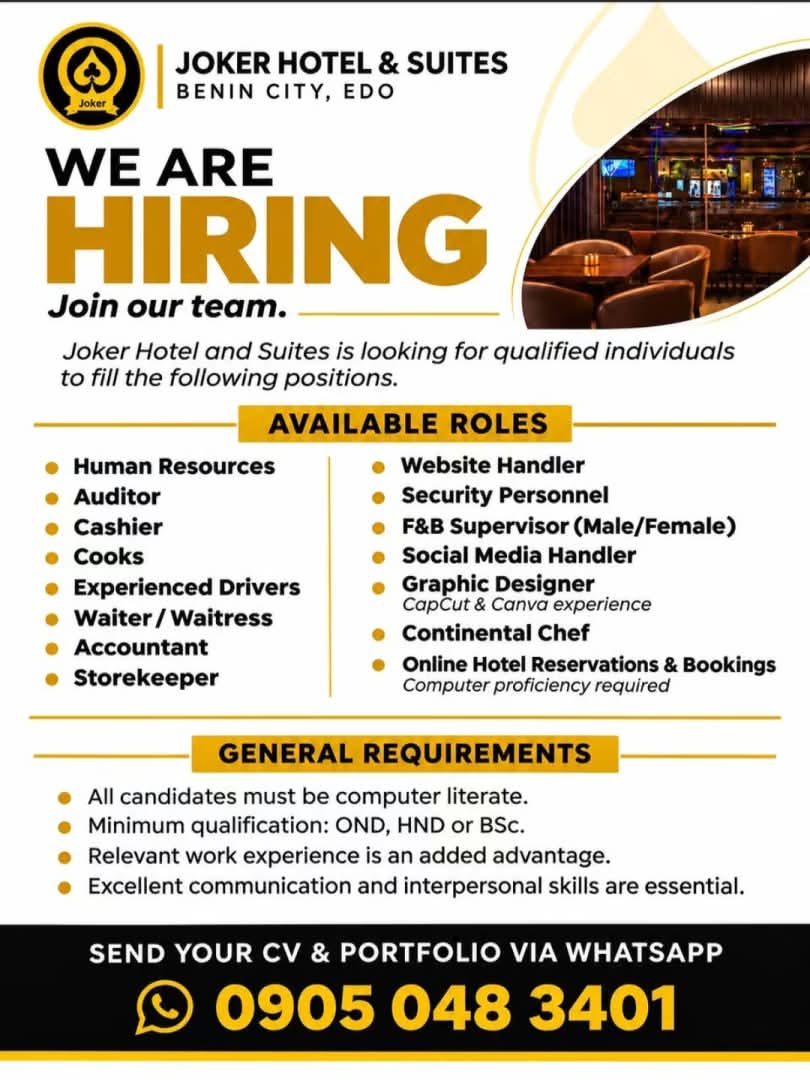 Joker
JOKER HOTEL & SUITES
BENIN CITY, EDO
WE ARE
HIRING
Join our team.
Joker Hotel and Suites is looking for qualified individuals
to fill the following positions.
AVAILABLE ROLES
Human Resources
Auditor
Cashier
Cooks
Experienced Drivers
Waiter / Waitress
Accountant
Storekeeper
Website Handler
Security Personnel
F&B Supervisor (Male/Female)
Social Media Handler
Graphic Designer
CapCut & Canva experience
Continental Chef
Online Hotel Reservations & Bookings
Computer proficiency required
GENERAL REQUIREMENTS
All candidates must be computer literate.
Minimum qualification: OND, HND or BSc.
Relevant work experience is an added advantage.
Excellent communication and interpersonal skills are essential.
SEND YOUR CV & PORTFOLIO VIA WHATSAPP
0905 048 3401